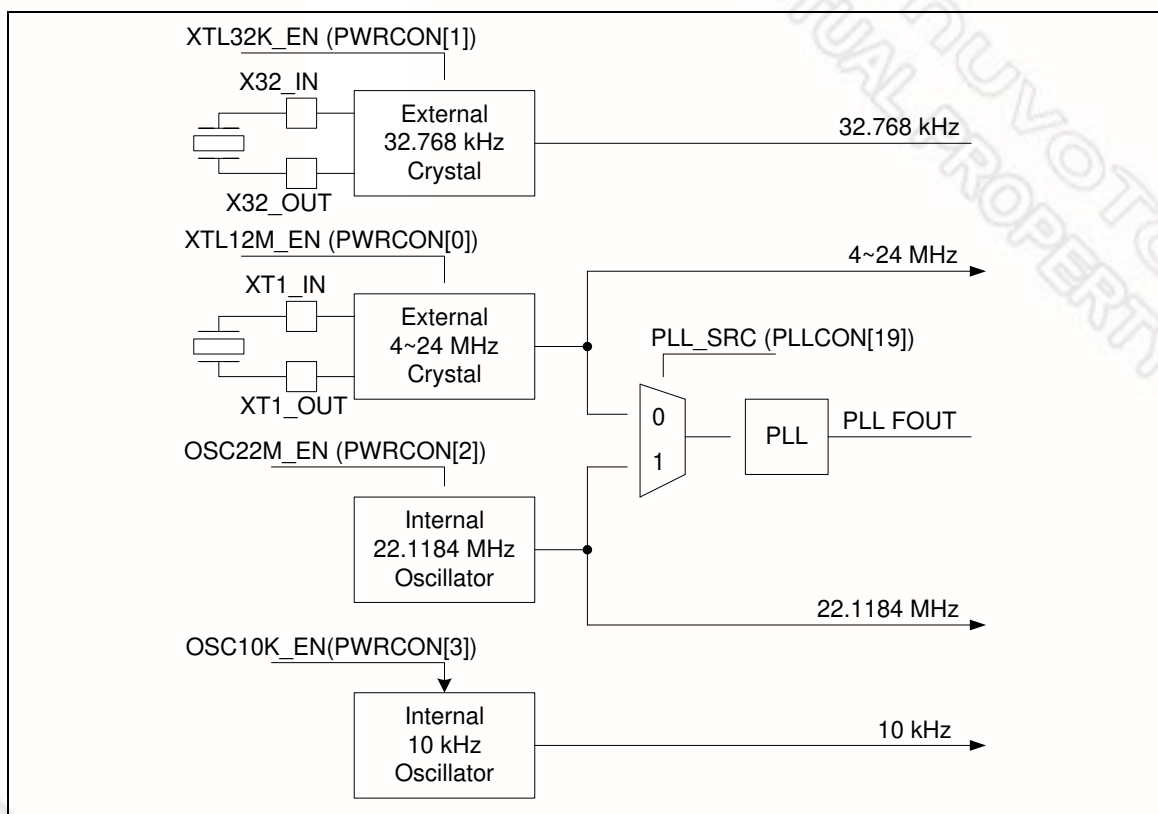 XTL32K_EN (PWRCON[1])
X32_IN
External
32.768 kHz
Crystal
32.768 kHz
X32_OUT
XTL12M_EN (PWRCON[0])
4~24 MHz
XT1_IN
External
4~24 MHz
Crystal
PLL_SRC (PLLCON[19])
XT1_OUT
0
1
PLL
PLL FOUT
OSC22M_EN (PWRCON[2])
Internal
22.1184 MHz
Oscillator
22.1184 MHz
OSC10K_EN(PWRCON[3])
Internal
10 kHz
Oscillator
10 kHz